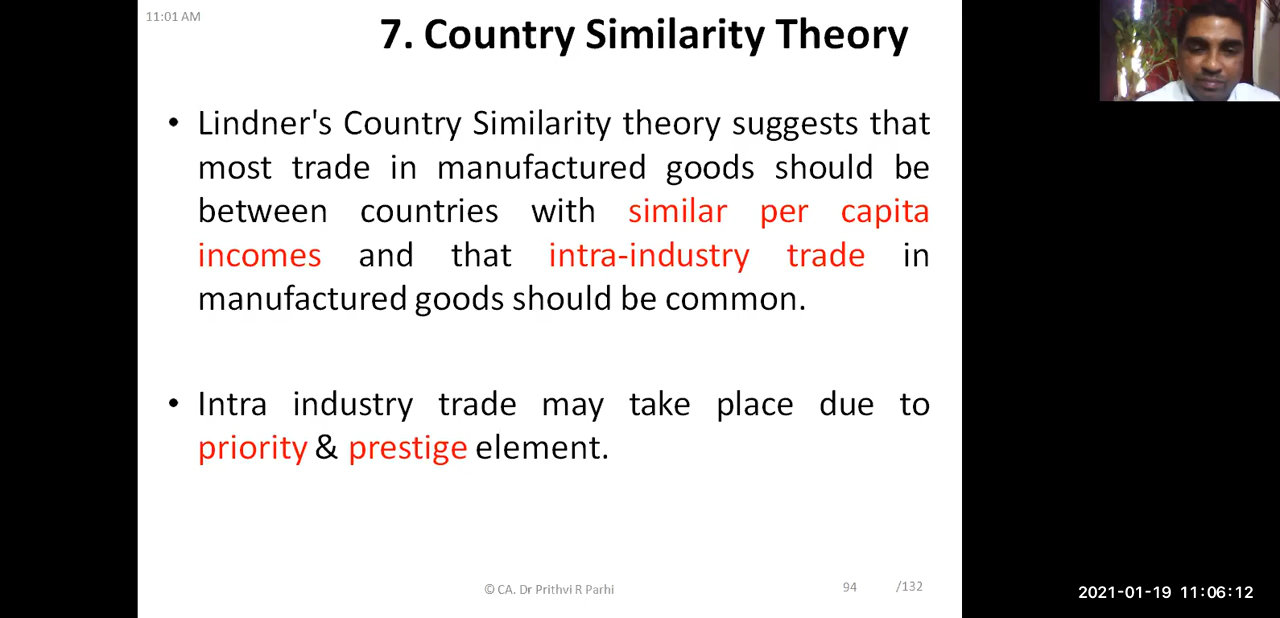 11:01 AM
7. Country Similarity Theory
• Lindner's Country Similarity theory suggests that
most trade in manufactured goods should be
between countries with similar per capita
incomes and that intra-industry trade in
manufactured goods should be common.
• Intra industry trade may take place due to
priority & prestige element.
© CA. Dr Prithvi R Parhi
94 /132
2021-01-19 11:06:12